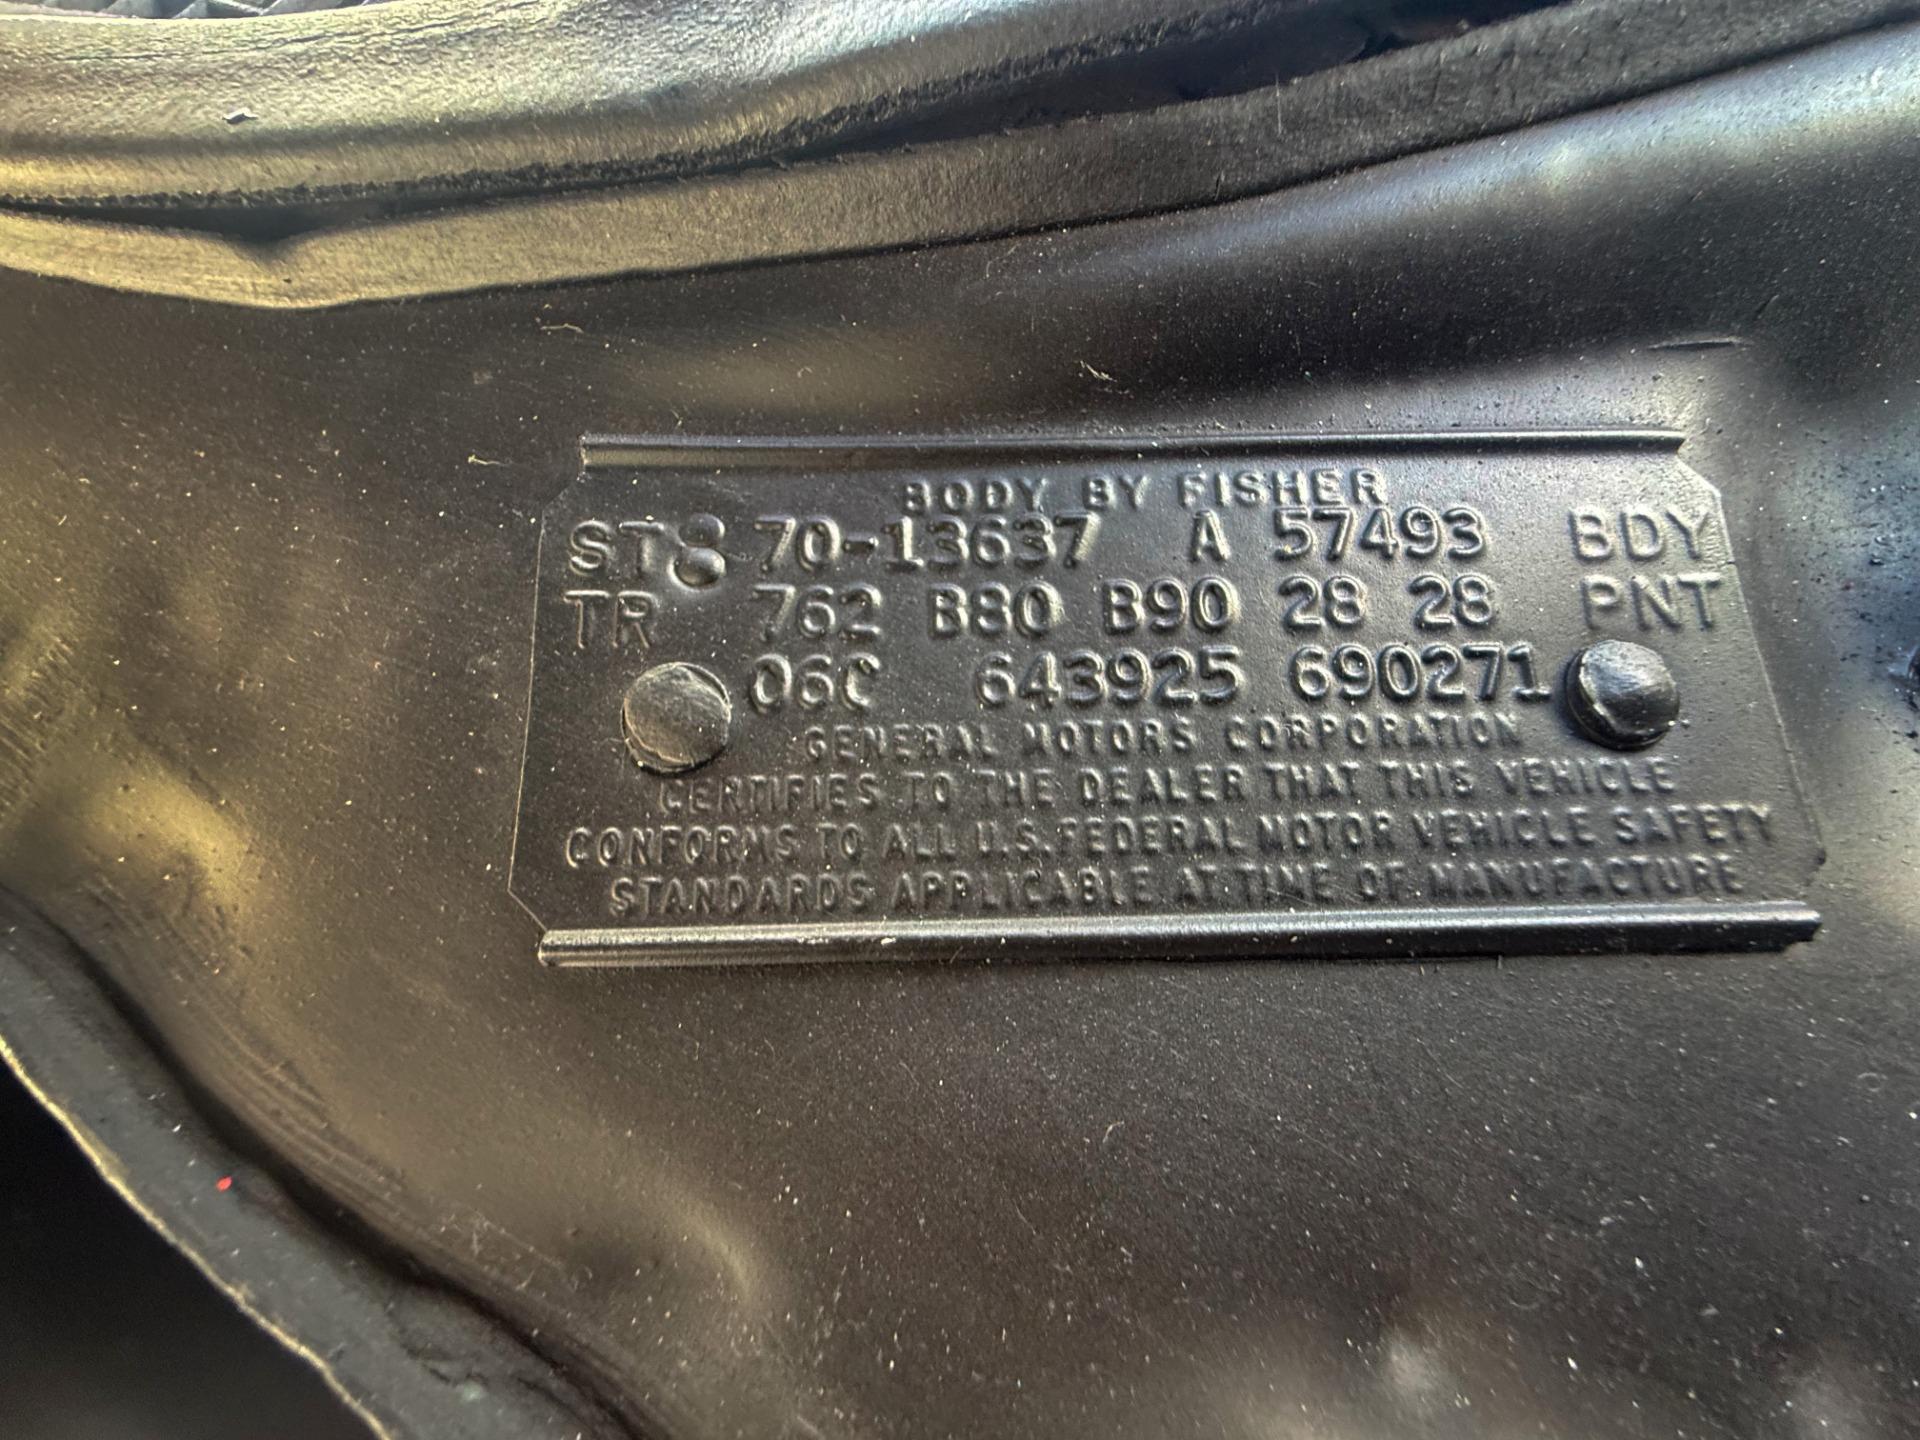 BODY BY FISHER
ST8 70-13637 A 57493 BDY
TR 762 B80 B90 28 28 PNT
06C 643925 690271
GENERAL MOTORS CORPORATION
CERTIFIES TO THE DEALER THAT THIS VEHICLE
CONFORMS TO ALL U.S. FEDERAL MOTOR VEHICLE SAFETY
STANDARDS APPLICABLE AT TIME OF MANUFACTURE